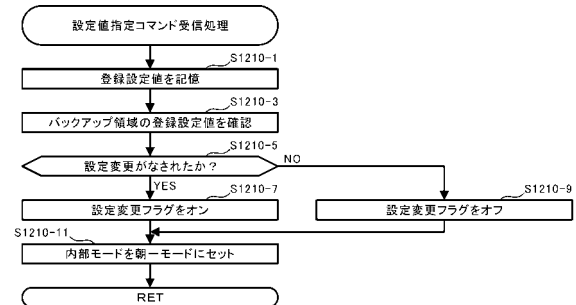 設定値指定コマンド受信処理
S1210-1
登録設定値を記憶
S1210-3
バックアップ領域の登録設定値を確認
S1210-5
設定変更がなされたか？
NO
YES
S1210-7
S1210-9
設定変更フラグをオン
設定変更フラグをオフ
S1210-11
内部モードを朝一モードにセット
RET